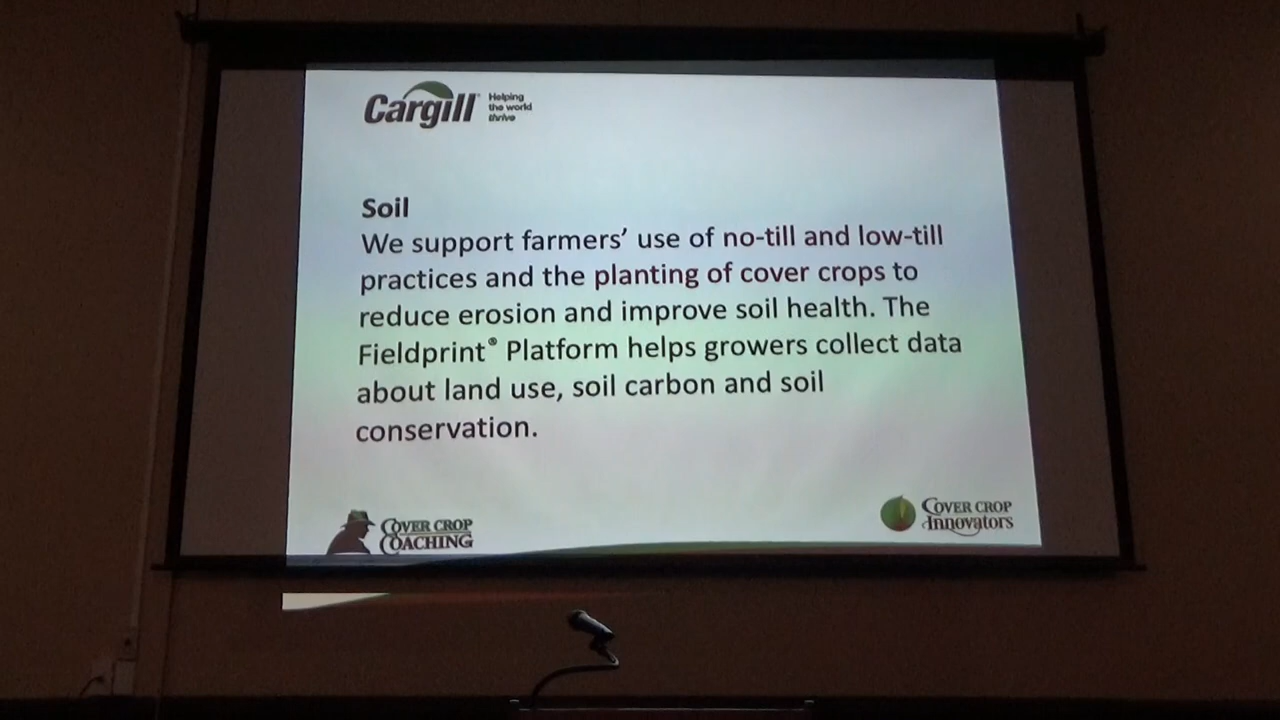 Cargill® Helping
the world
thrive
Soil
We support farmers’ use of no-till and low-till
practices and the planting of cover crops to
reduce erosion and improve soil health. The
Fieldprint® Platform helps growers collect data
about land use, soil carbon and soil
conservation.
COVER CROP
COACHING
COVER CROP
Innovators